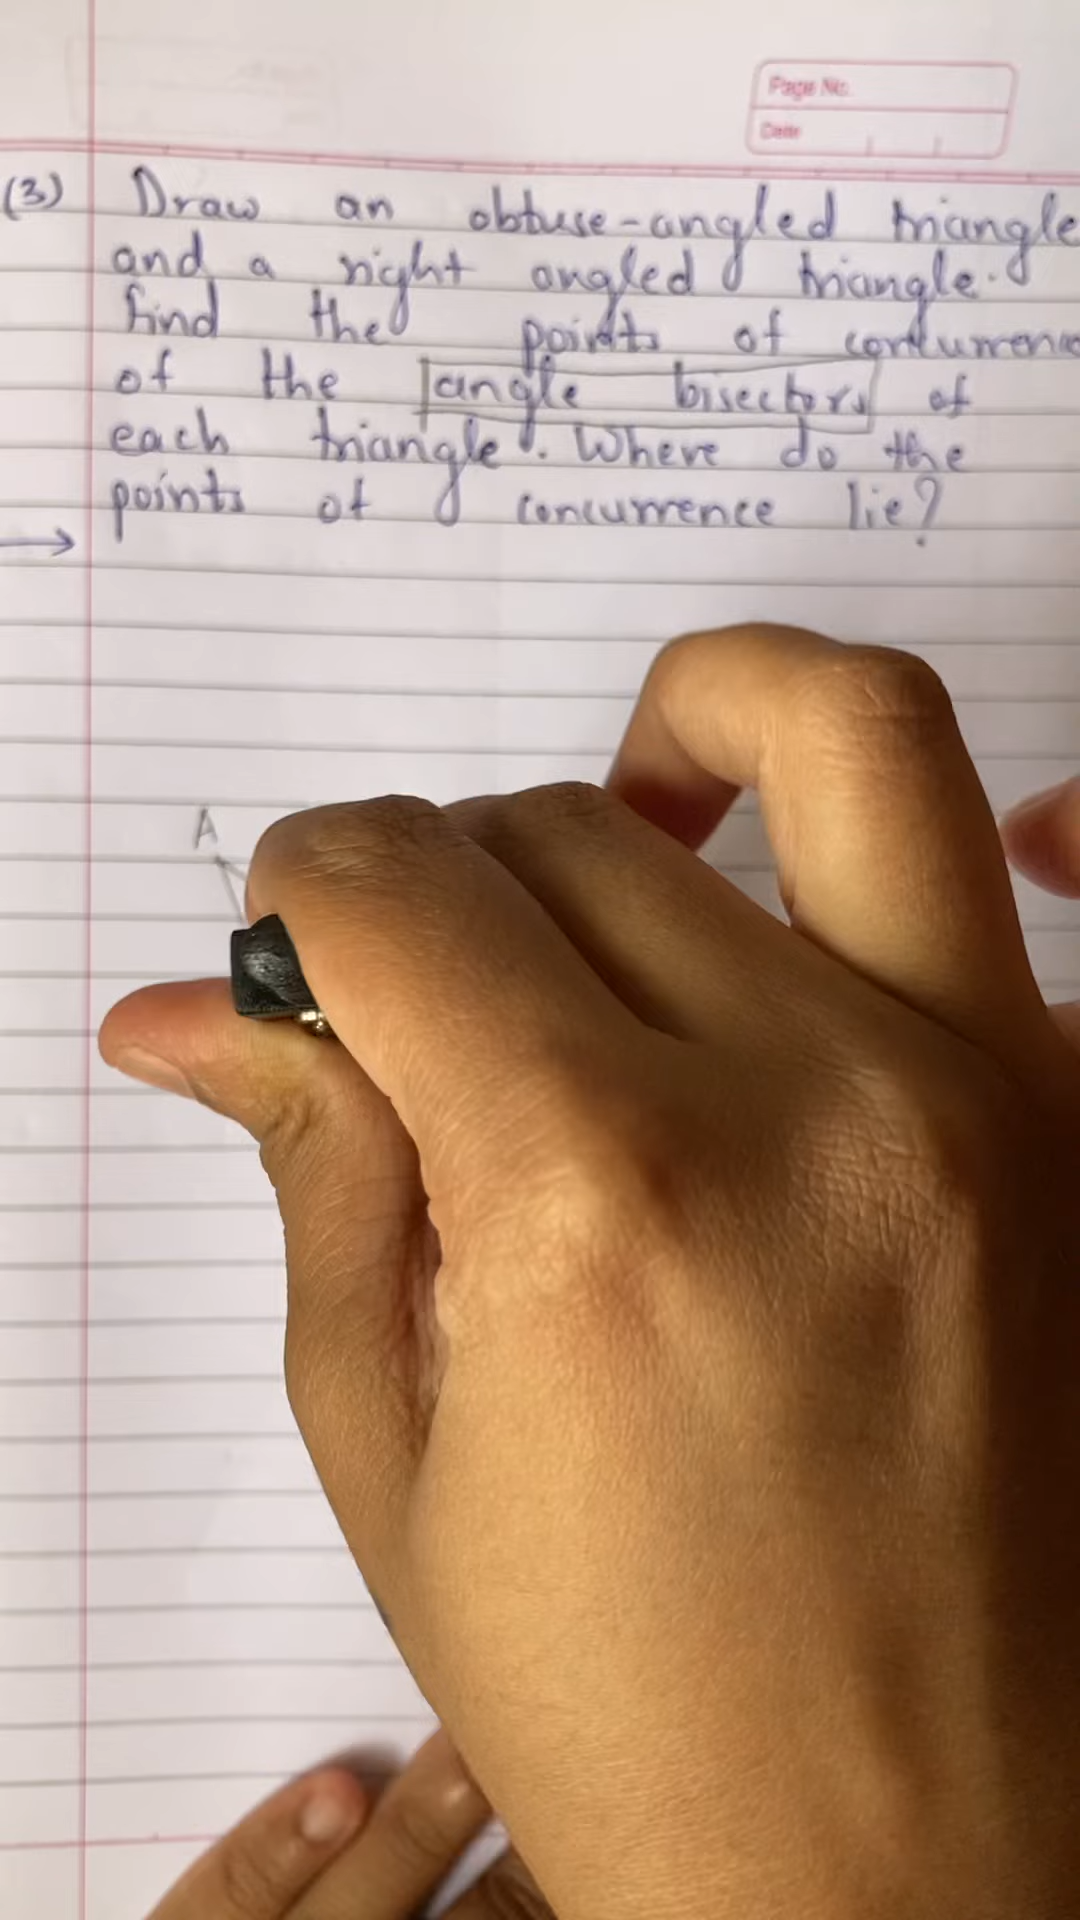 Page No.
Date
(3) Draw an obtuse-angled triangle
and a right angled triangle.
find the points of concurrence
of the angle bisectors of
each triangle. Where do the
points of concurrence lie?
A